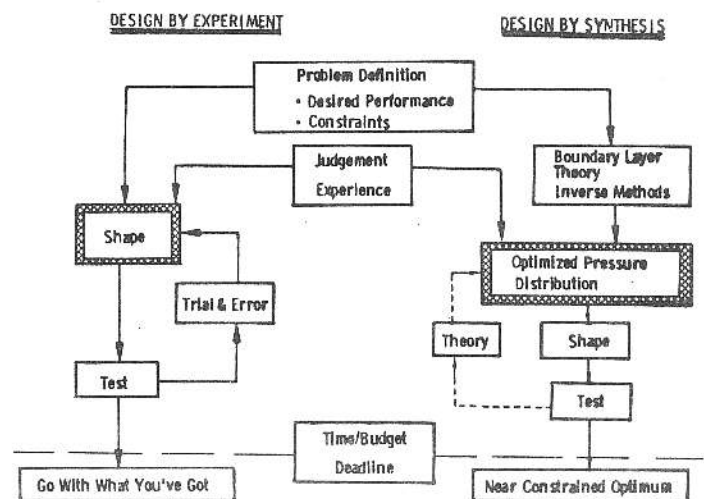 DESIGN BY EXPERIMENT
DESIGN BY SYNTHESIS
Problem Definition
• Desired Performance
• Constraints
Judgement
Experience
Boundary Layer
Theory
Inverse Methods
Shape
Optimized Pressure
Distribution
Trial & Error
Theory
Shape
Test
Test
Time/Budget
Deadline
Go With What You've Got
Near Constrained Optimum